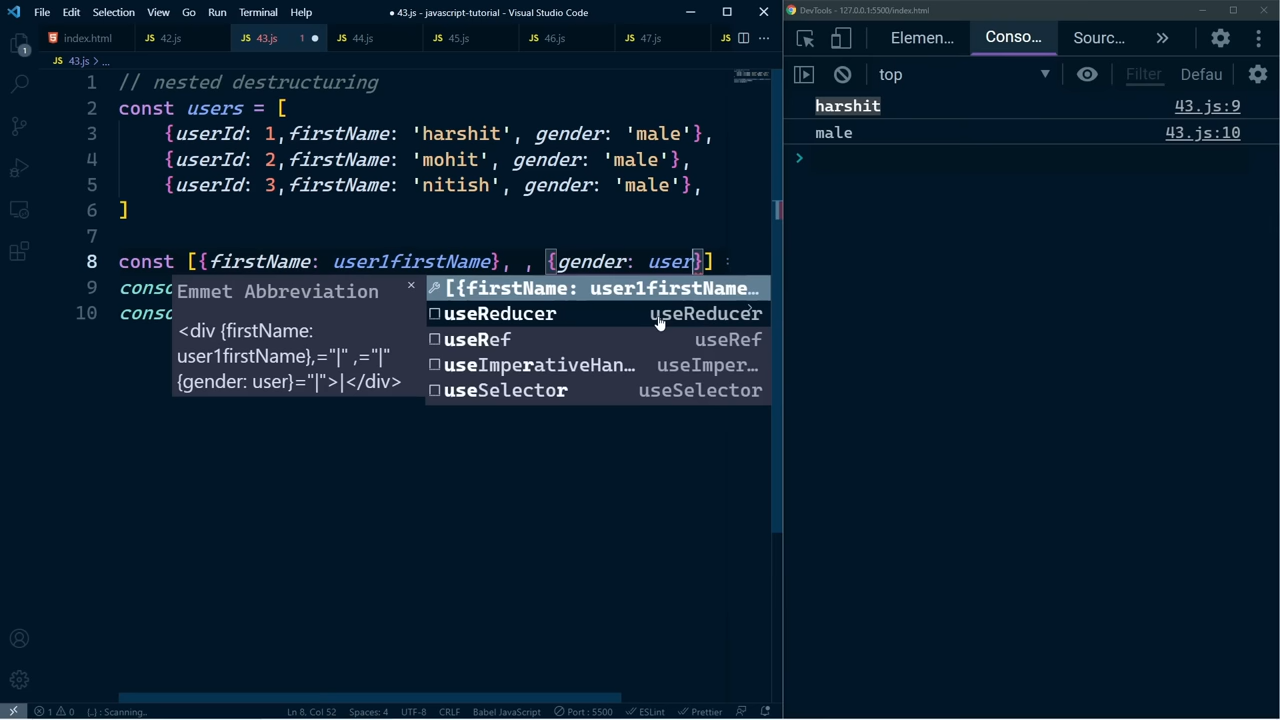 File Edit Selection View Go Run Terminal Help
● 43.js - javascript-tutorial - Visual Studio Code
index.html JS 42.js JS 43.js 1 ● JS 44.js JS 45.js JS 46.js JS 47.js JS
JS 43.js > ...
1 // nested destructuring
2 const users = [
3 {userId: 1,firstName: 'harshit', gender: 'male'},
4 {userId: 2,firstName: 'mohit', gender: 'male'},
5 {userId: 3,firstName: 'nitish', gender: 'male'},
6 ]
7
8 const [{firstName: user1firstName}, , {gender: user}]
9 conso
10 conso
Emmet Abbreviation ×
<div {firstName:
user1firstName},="|" ,="|"
{gender: user}="|">|</div>
[{firstName: user1firstName…
useReducer useReducer
useRef useRef
useImperativeHan… useImper…
useSelector useSelector
1 0 {..} : Scanning.. Ln 8, Col 52 Spaces: 4 UTF-8 CRLF Babel JavaScript Port : 5500 ESLint Prettier
DevTools - 127.0.0.1:5500/index.html
Elemen… Conso… Sourc… »
top Filter Defau
harshit 43.js:9
male 43.js:10
>